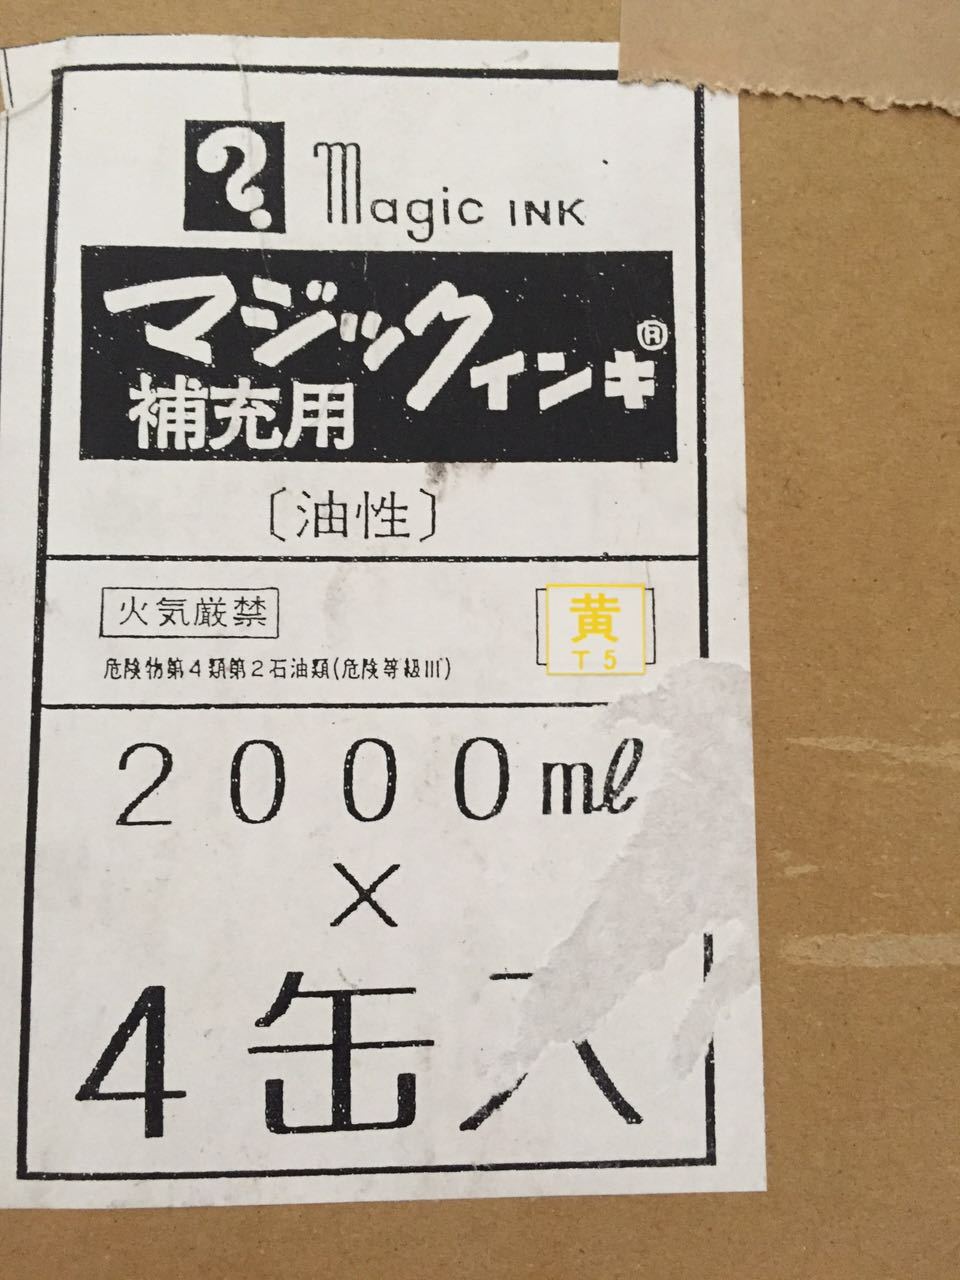 ? magic INK
マジックインキ®
補充用
〔油性〕
火気厳禁
黄
T5
危険物第4類第2石油類(危険等級III)
2000ml
×
4缶入